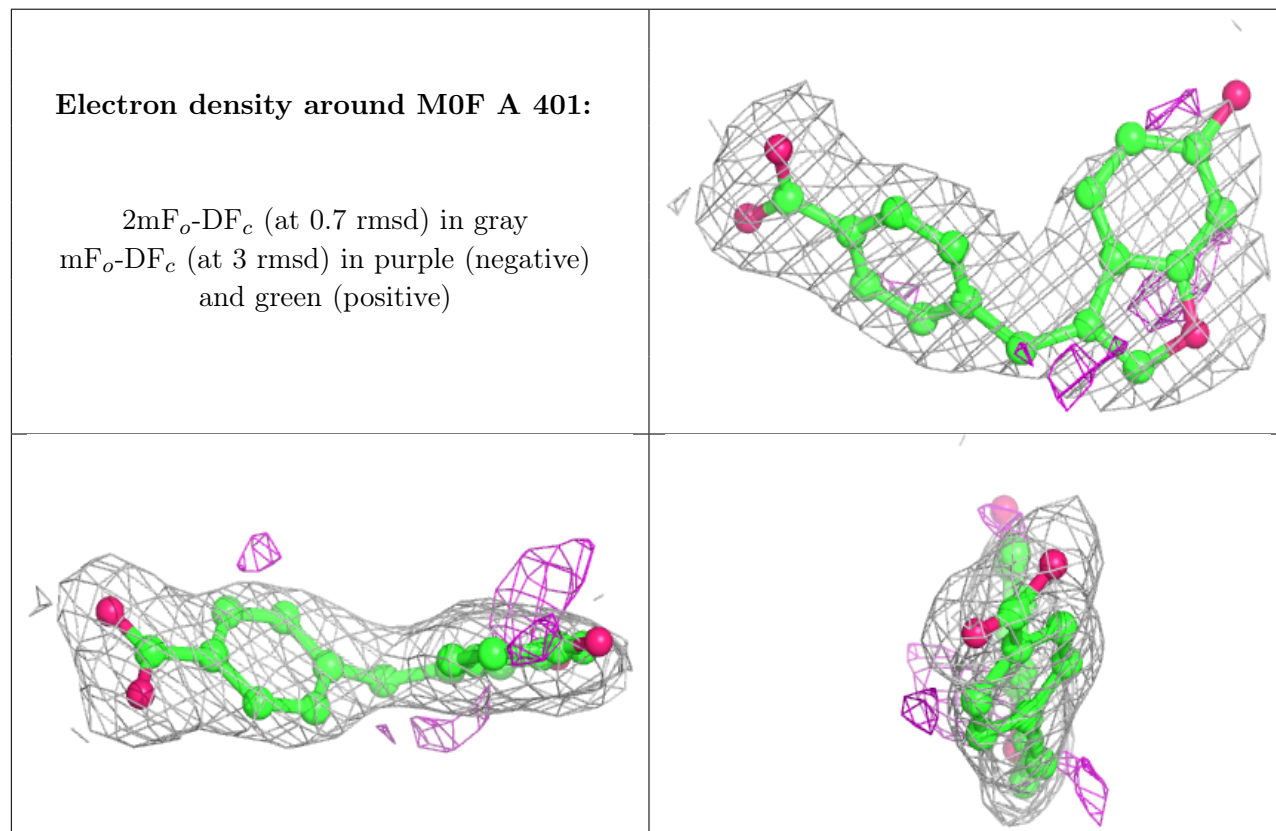 Electron density around M0F A 401:
2mFₒ-DF𝒸 (at 0.7 rmsd) in gray
mFₒ-DF𝒸 (at 3 rmsd) in purple (negative)
and green (positive)